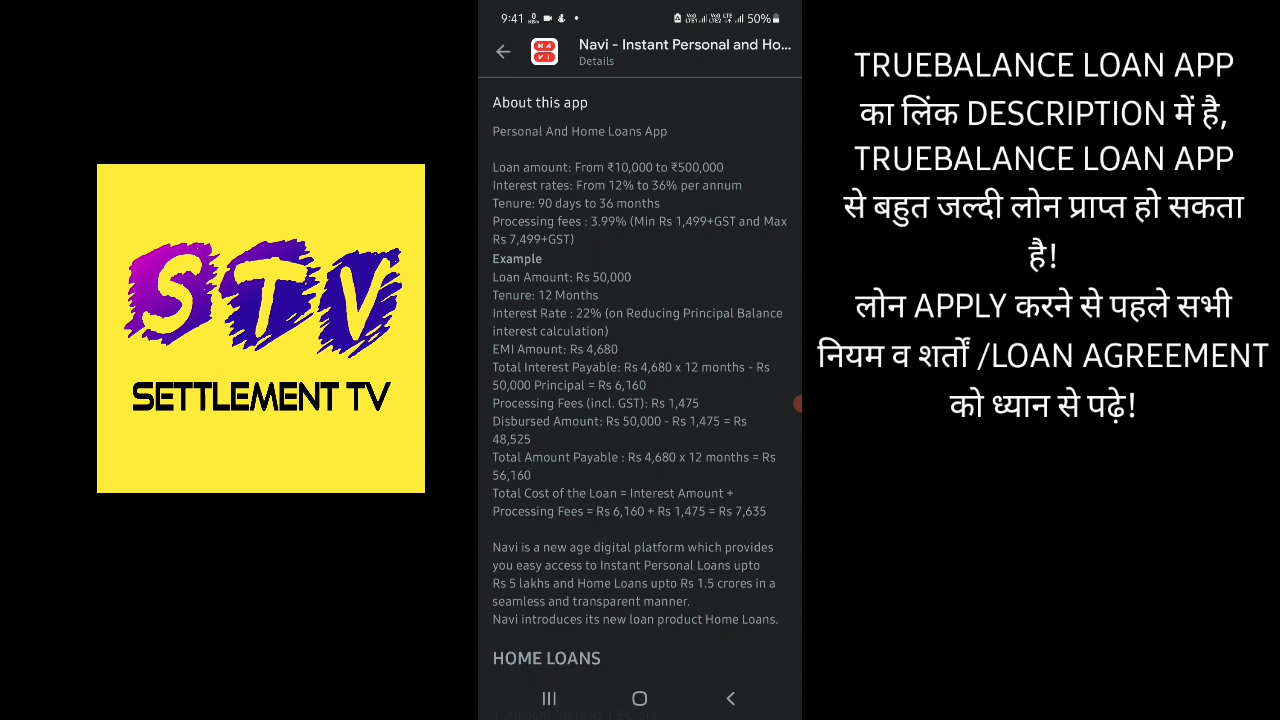 STV
SETTLEMENT TV
9:41
50%
Navi - Instant Personal and Ho...
Details
About this app
Personal And Home Loans App
Loan amount: From ₹10,000 to ₹500,000
Interest rates: From 12% to 36% per annum
Tenure: 90 days to 36 months
Processing fees : 3.99% (Min Rs 1,499+GST and Max
Rs 7,499+GST)
Example
Loan Amount: Rs 50,000
Tenure: 12 Months
Interest Rate : 22% (on Reducing Principal Balance
interest calculation)
EMI Amount: Rs 4,680
Total Interest Payable: Rs 4,680 x 12 months - Rs
50,000 Principal = Rs 6,160
Processing Fees (incl. GST): Rs 1,475
Disbursed Amount: Rs 50,000 - Rs 1,475 = Rs
48,525
Total Amount Payable : Rs 4,680 x 12 months = Rs
56,160
Total Cost of the Loan = Interest Amount +
Processing Fees = Rs 6,160 + Rs 1,475 = Rs 7,635
Navi is a new age digital platform which provides
you easy access to Instant Personal Loans upto
Rs 5 lakhs and Home Loans upto Rs 1.5 crores in a
seamless and transparent manner.
Navi introduces its new loan product Home Loans.
HOME LOANS
TRUEBALANCE LOAN APP
का लिंक DESCRIPTION में है,
TRUEBALANCE LOAN APP
से बहुत जल्दी लोन प्राप्त हो सकता
है!
लोन APPLY करने से पहले सभी
नियम व शर्तों /LOAN AGREEMENT
को ध्यान से पढ़े!